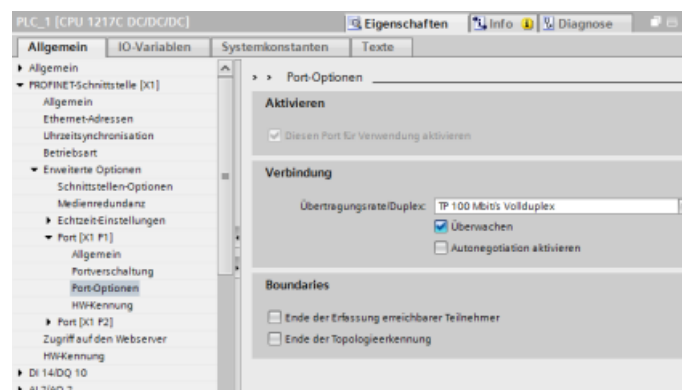 PLC_1 [CPU 1217C DC/DC/DC]
Eigenschaften Info Diagnose
Allgemein IO-Variablen Systemkonstanten Texte
Allgemein
PROFINET-Schnittstelle [X1]
Allgemein
Ethernet-Adressen
Uhrzeitsynchronisation
Betriebsart
Erweiterte Optionen
Schnittstellen-Optionen
Medienredundanz
Echtzeit-Einstellungen
Port [X1 P1]
Allgemein
Portverschaltung
Port-Optionen
HW-Kennung
Port [X1 P2]
Zugriff auf den Webserver
HW-Kennung
DI 14/DQ 10
AI 2/AQ 2
> > Port-Optionen
Aktivieren
Diesen Port für Verwendung aktivieren
Verbindung
Übertragungsrate/Duplex: TP 100 Mbit/s Vollduplex
Überwachen
Autonegotiation aktivieren
Boundaries
Ende der Erfassung erreichbarer Teilnehmer
Ende der Topologieerkennung